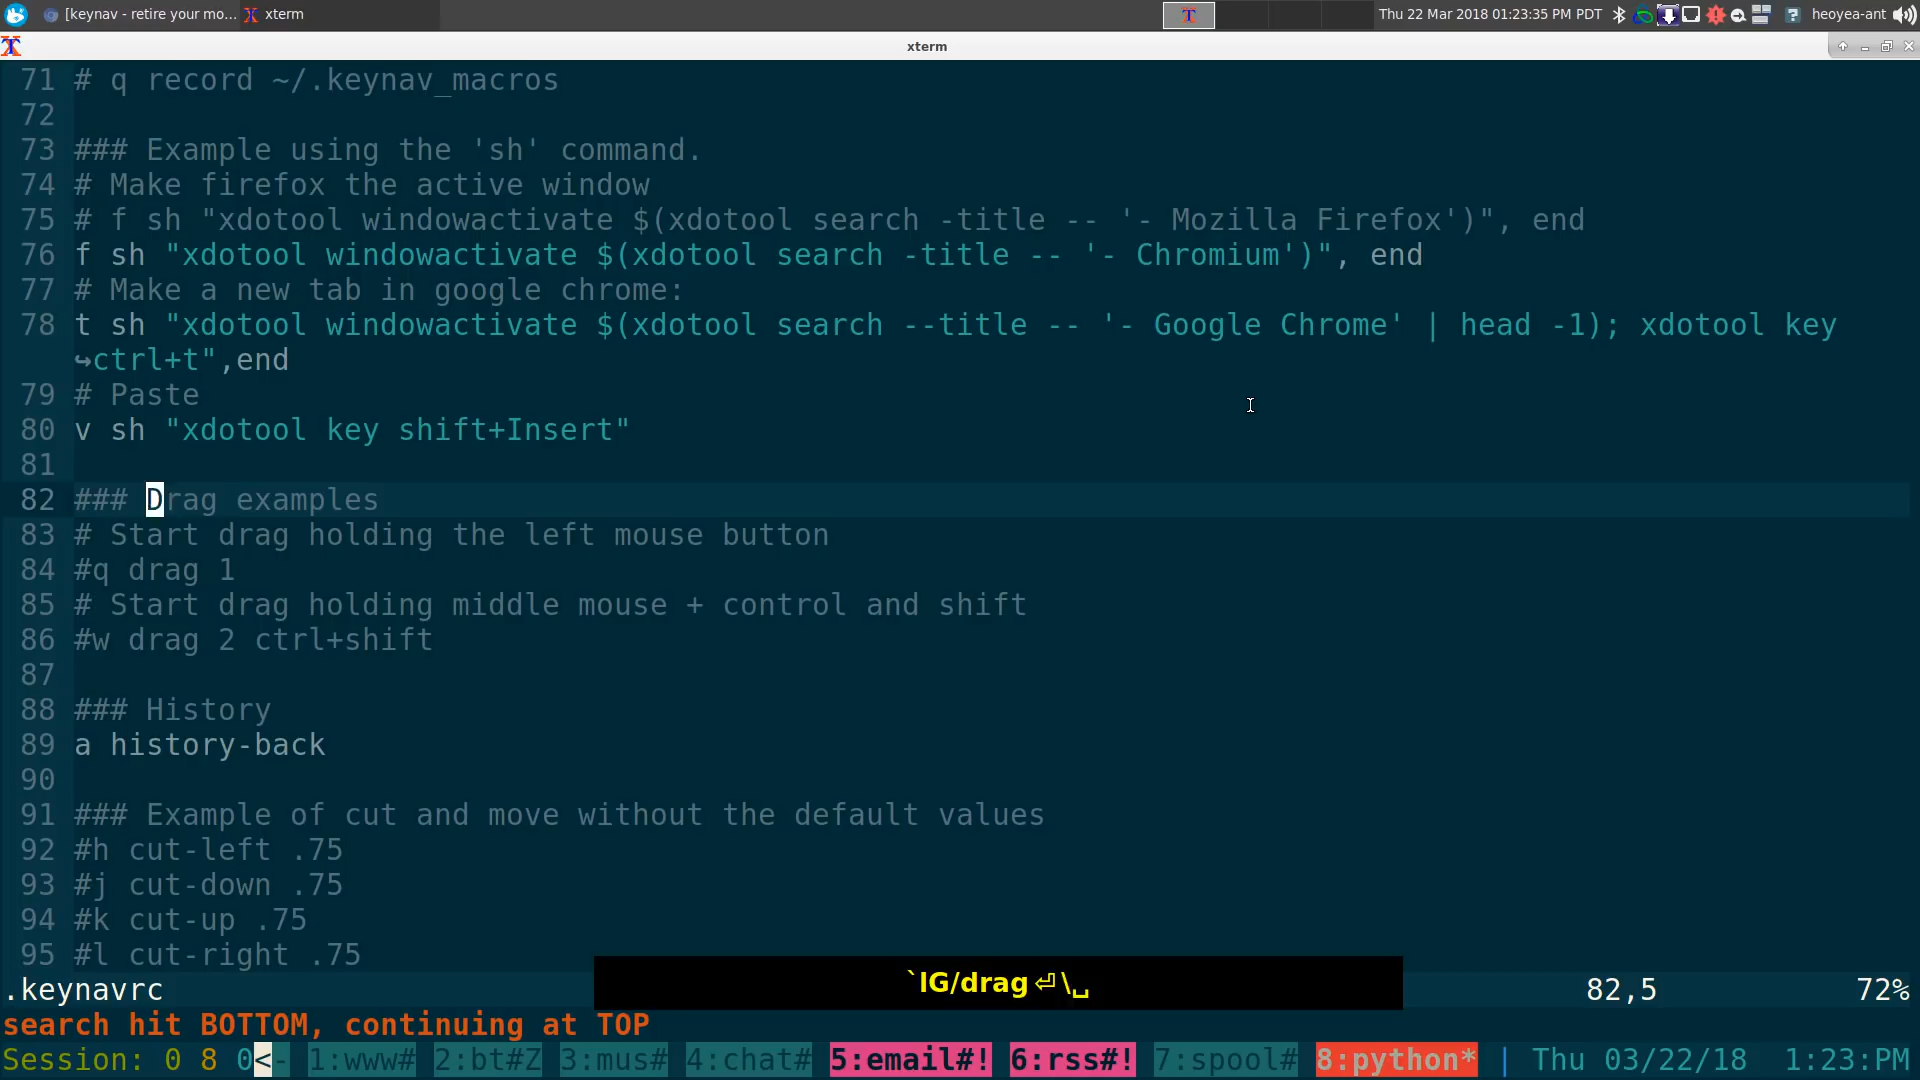 [keynav - retire your mo... xterm Thu 22 Mar 2018 01:23:35 PM PDT heoyea-ant
xterm
71 # q record ~/.keynav_macros
72
73 ### Example using the 'sh' command.
74 # Make firefox the active window
75 # f sh "xdotool windowactivate $(xdotool search -title -- '- Mozilla Firefox')", end
76 f sh "xdotool windowactivate $(xdotool search -title -- '- Chromium')", end
77 # Make a new tab in google chrome:
78 t sh "xdotool windowactivate $(xdotool search --title -- '- Google Chrome' | head -1); xdotool key
↪ctrl+t",end
79 # Paste
80 v sh "xdotool key shift+Insert"
81
82 ### Drag examples
83 # Start drag holding the left mouse button
84 #q drag 1
85 # Start drag holding middle mouse + control and shift
86 #w drag 2 ctrl+shift
87
88 ### History
89 a history-back
90
91 ### Example of cut and move without the default values
92 #h cut-left .75
93 #j cut-down .75
94 #k cut-up .75
95 #l cut-right .75
`lG/drag⏎\␣
.keynavrc 82,5 72%
search hit BOTTOM, continuing at TOP
Session: 0 8 0<- 1:www# 2:bt#Z 3:mus# 4:chat# 5:email#! 6:rss#! 7:spool# 8:python* | Thu 03/22/18 1:23:PM